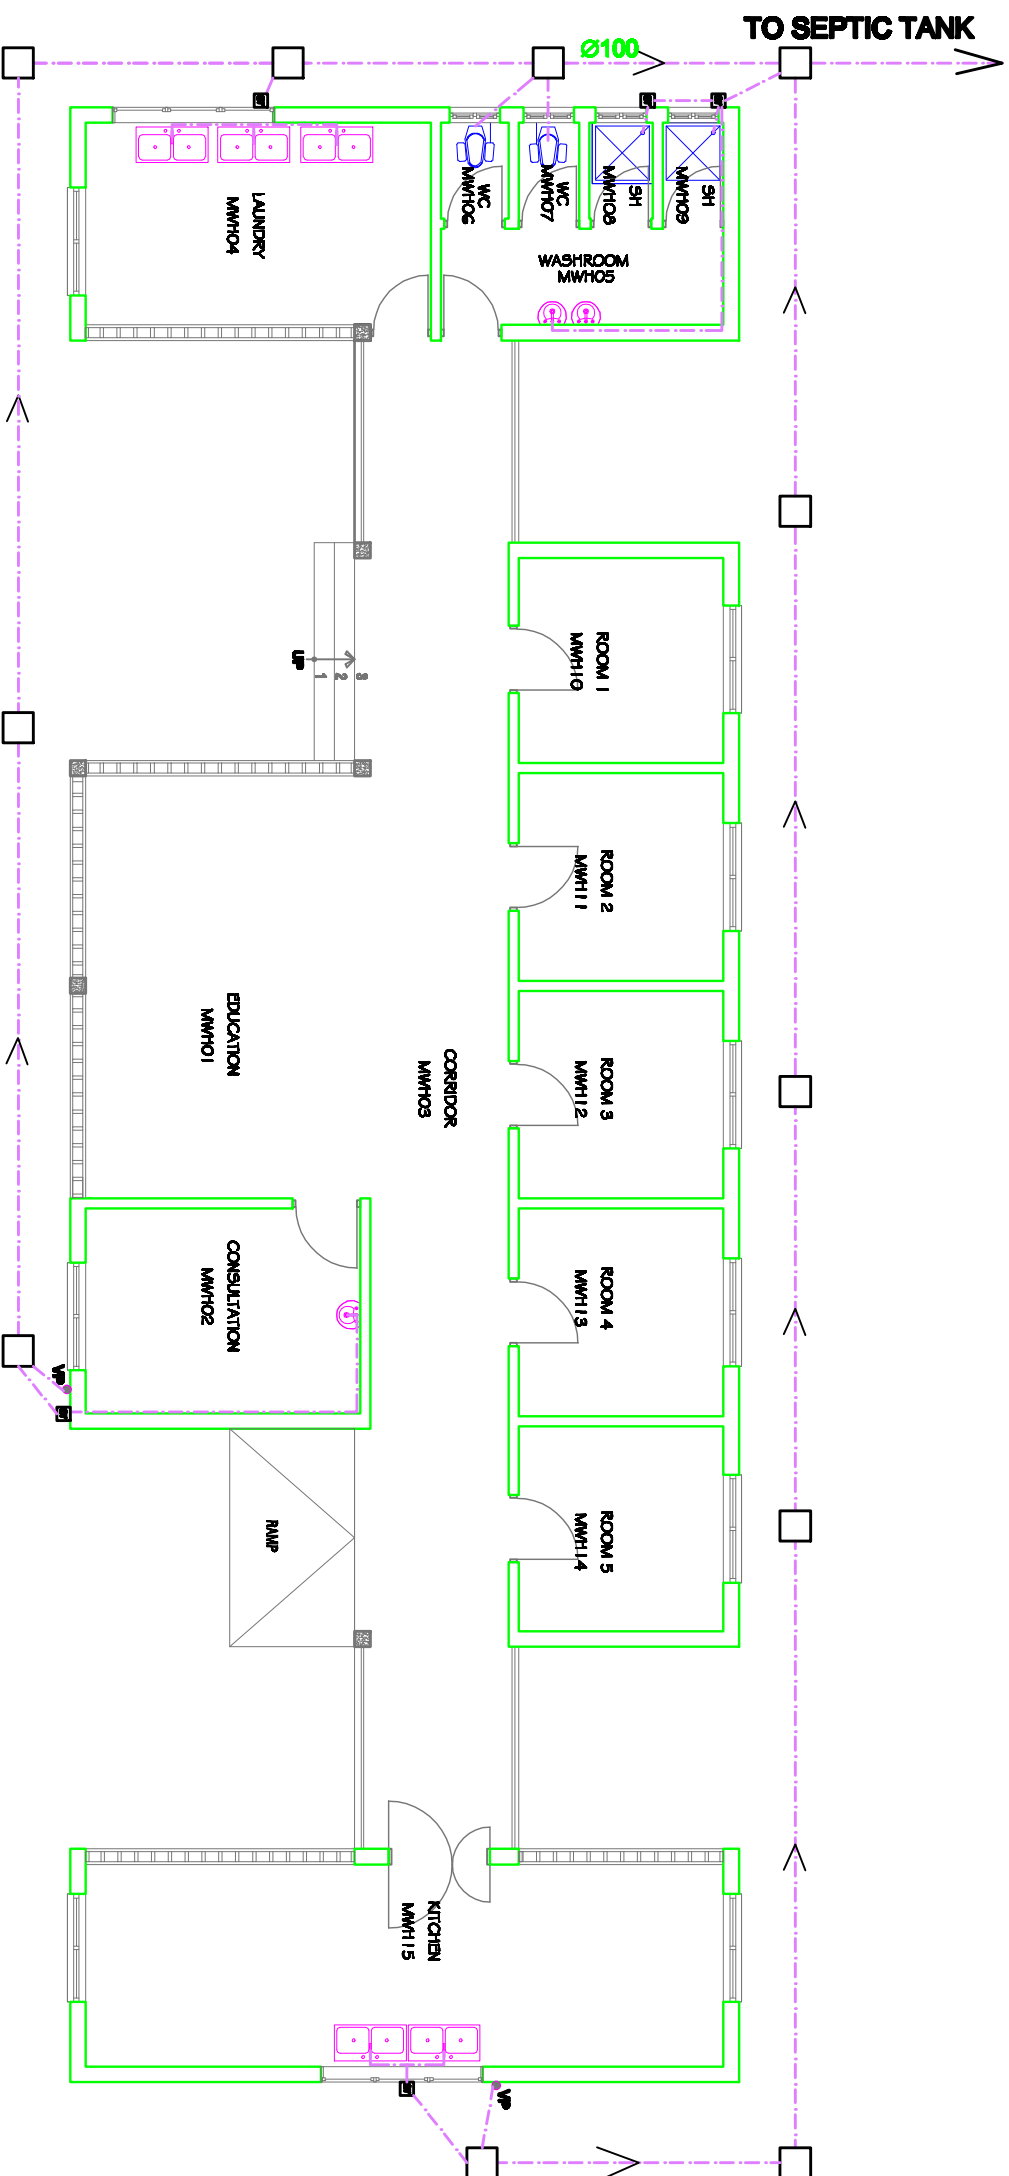 TO SEPTIC TANK
Ø100
LAUNDRY
MWH04
WC
MWH06
WC
MWH07
SH
MWH08
SH
MWH09
WASHROOM
MWH05
UP
1
2
3
ROOM 1
MWH10
ROOM 2
MWH11
EDUCATION
MWH01
CORRIDOR
MWH03
ROOM 3
MWH12
CONSULTATION
MWH02
ROOM 4
MWH13
VP
RAMP
ROOM 5
MWH14
KITCHEN
MWH15
VP